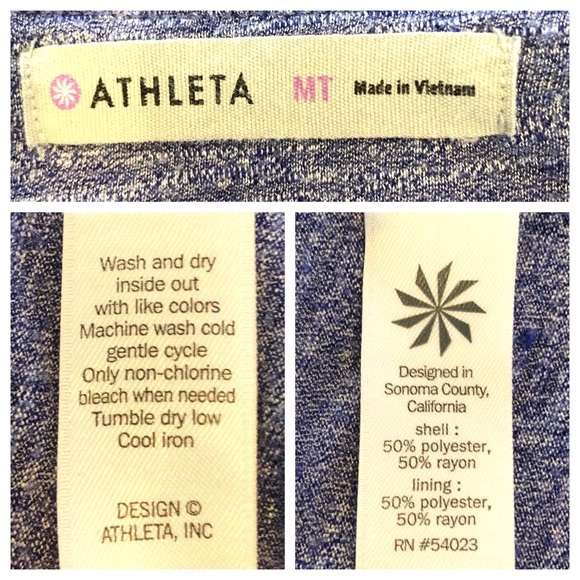 ATHLETA MT Made in Vietnam
Wash and dry
inside out
with like colors
Machine wash cold
gentle cycle
Only non-chlorine
bleach when needed
Tumble dry low
Cool iron
DESIGN ©
ATHLETA, INC
Designed in
Sonoma County,
California
shell :
50% polyester,
50% rayon
lining :
50% polyester,
50% rayon
RN #54023